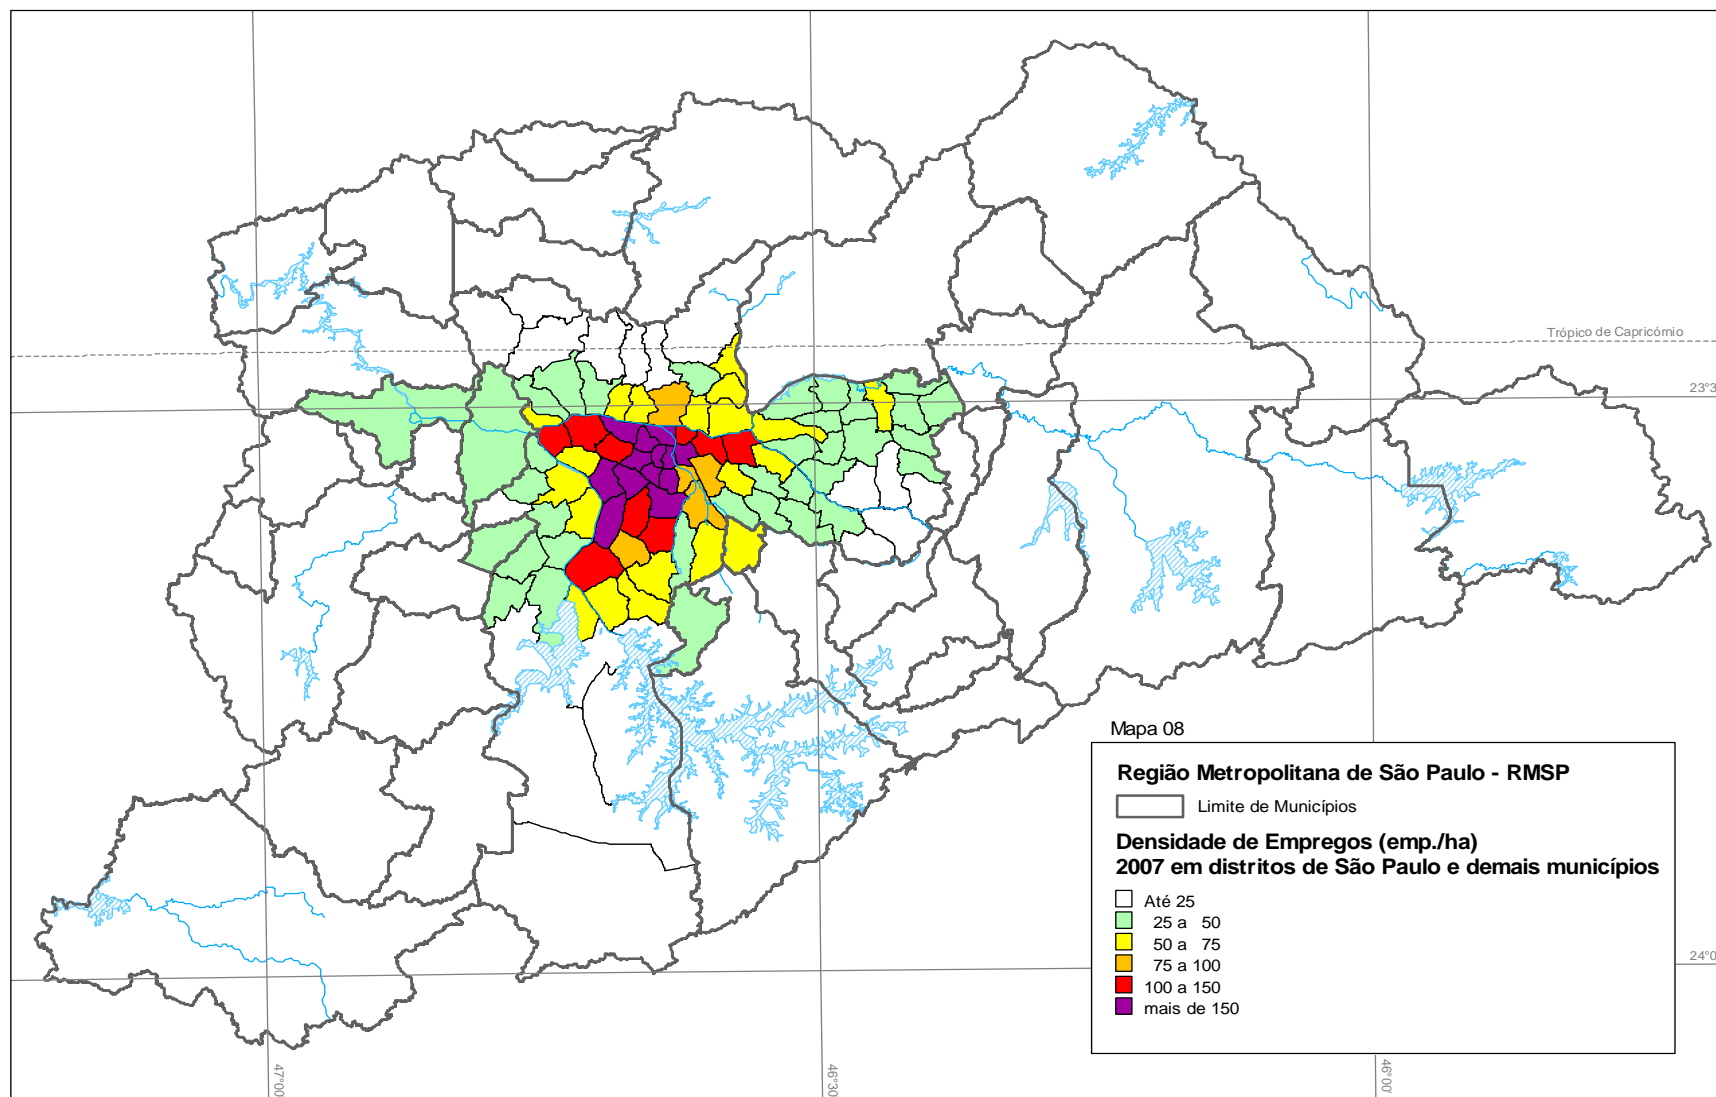 Trópico de Capricórnio
23°3
Mapa 08
Região Metropolitana de São Paulo - RMSP
Limite de Municípios
Densidade de Empregos (emp./ha)
2007 em distritos de São Paulo e demais municípios
Até 25
25 a 50
50 a 75
75 a 100
100 a 150
mais de 150
24°0
47°00'
46°30'
46°00'